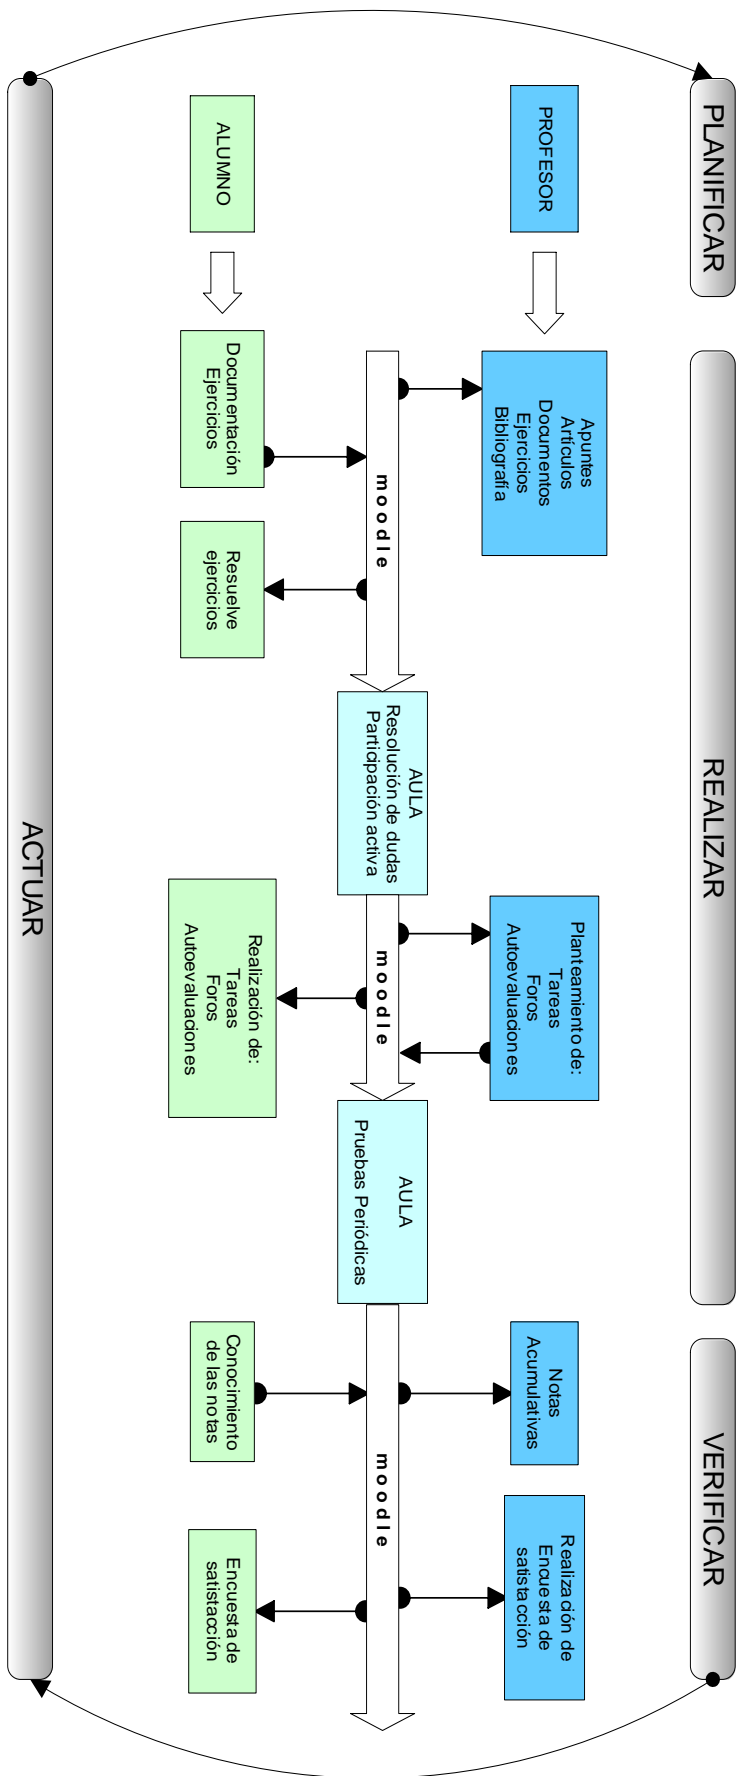 PLANIFICAR
REALIZAR
VERIFICAR
PROFESOR
Apuntes
Artículos
Documentos
Ejercicios
Bibliografía
Planteamiento de:
Tareas
Foros
Autoevaluaciones
Notas
Acumulativas
Realización de
Encuesta de
satistacción
moodle
AULA
Resolución de dudas
Participación activa
moodle
AULA
Pruebas Periódicas
moodle
ALUMNO
Documentación
Ejercicios
Resuelve
ejercicios
Realización de:
Tareas
Foros
Autoevaluaciones
Conocimiento
de las notas
Encuesta de
satistacción
ACTUAR